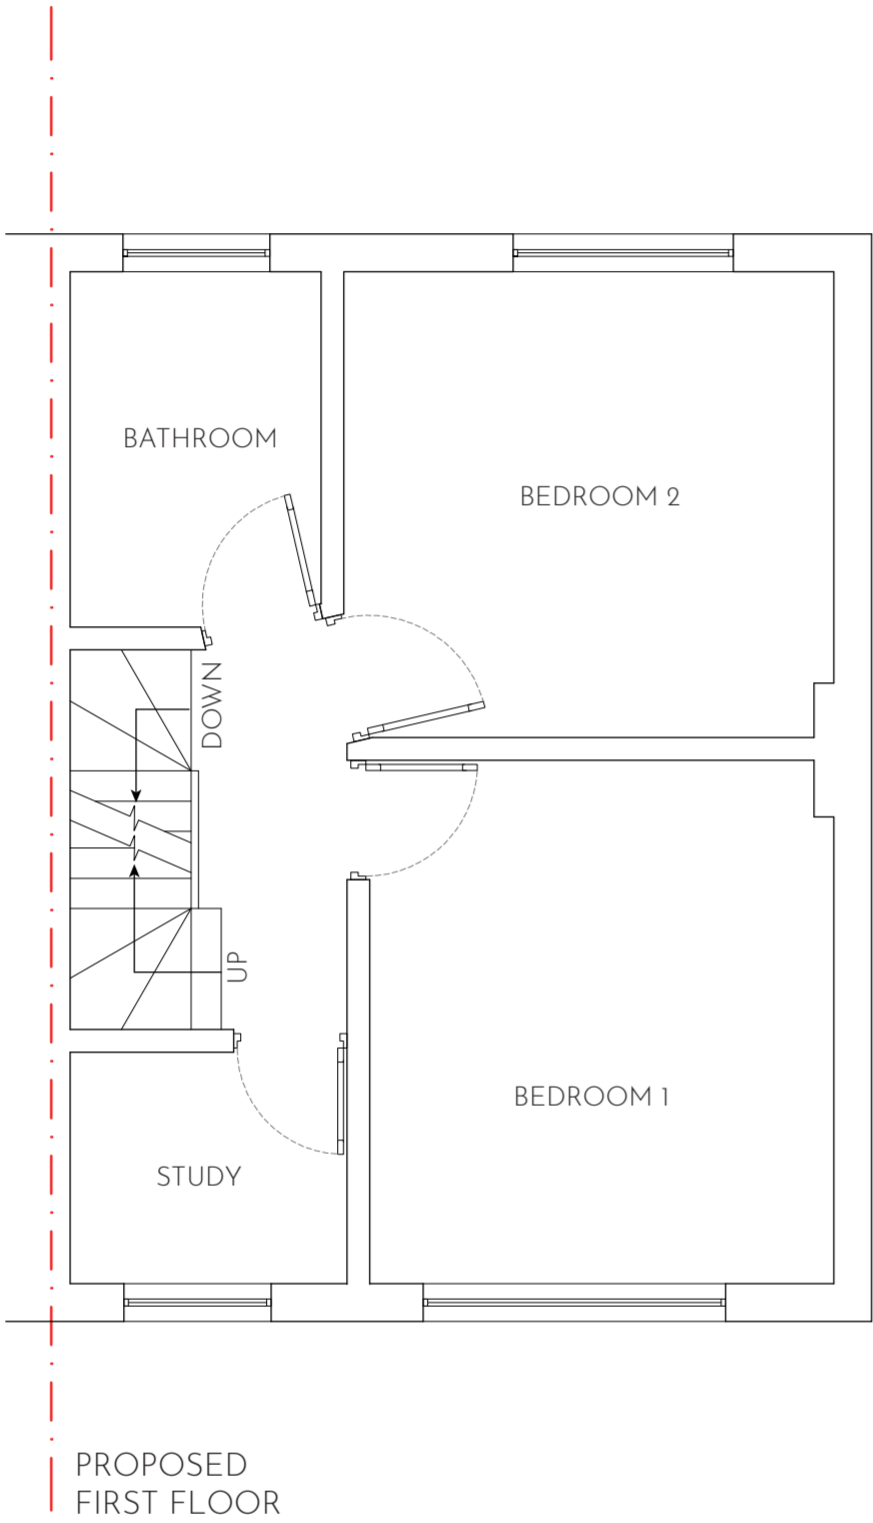 BATHROOM
BEDROOM 2
DOWN
UP
BEDROOM 1
STUDY
PROPOSED
FIRST FLOOR